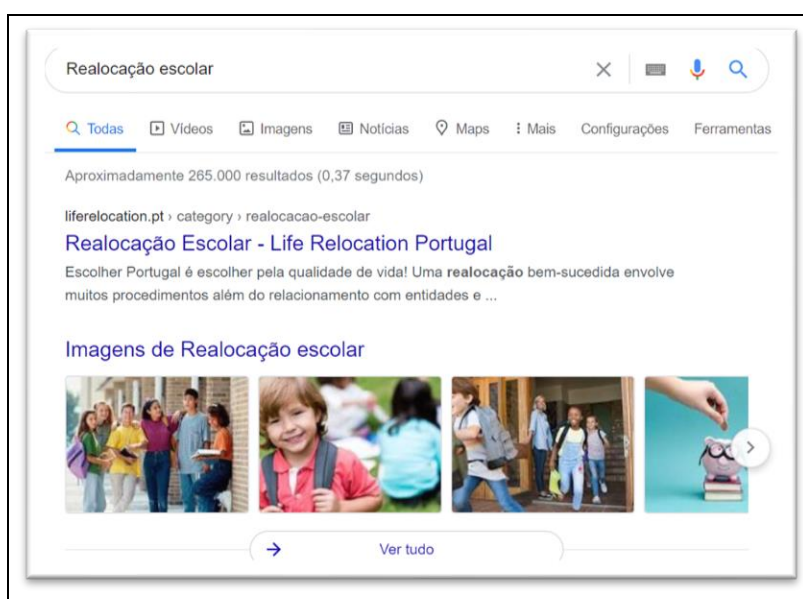 Realocação escolar
Todas Vídeos Imagens Notícias Maps Mais Configurações Ferramentas
Aproximadamente 265.000 resultados (0,37 segundos)
liferelocation.pt › category › realocacao-escolar
Realocação Escolar - Life Relocation Portugal
Escolher Portugal é escolher pela qualidade de vida! Uma realocação bem-sucedida envolve
muitos procedimentos além do relacionamento com entidades e ...
Imagens de Realocação escolar
Ver tudo